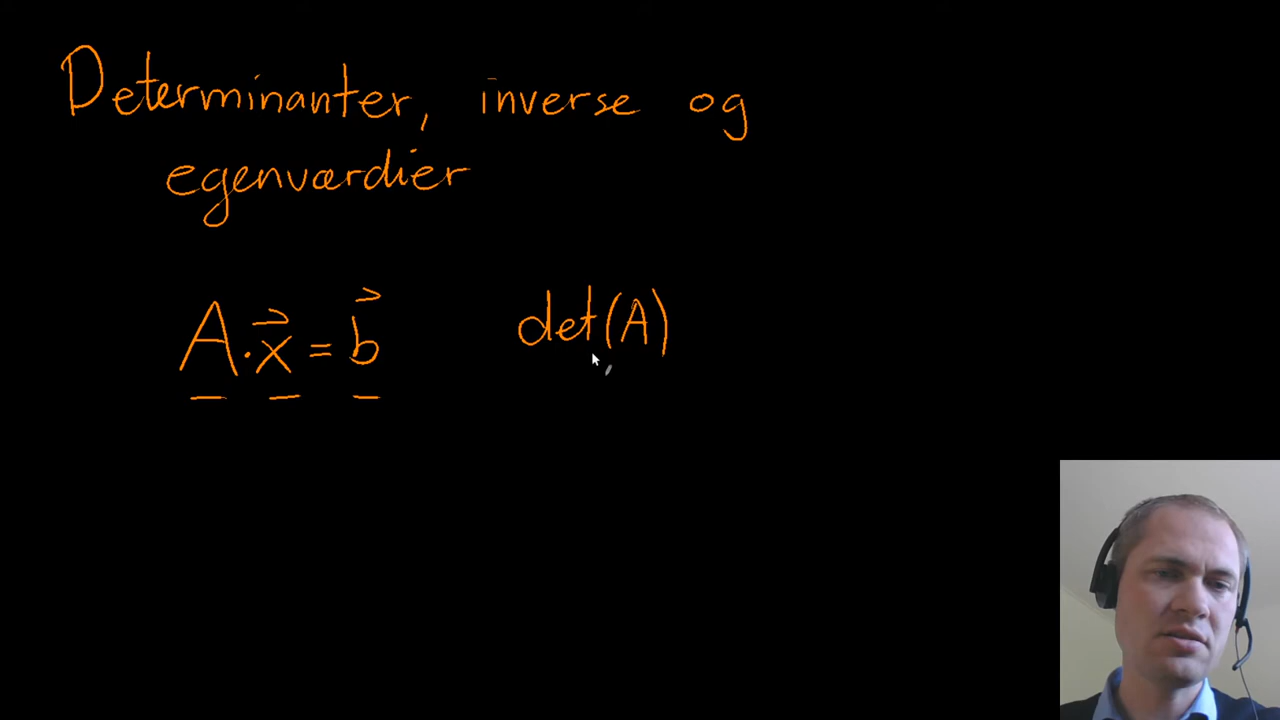 Determinanter, inverse og
egenværdier
A · x⃗ = b⃗
det(A)